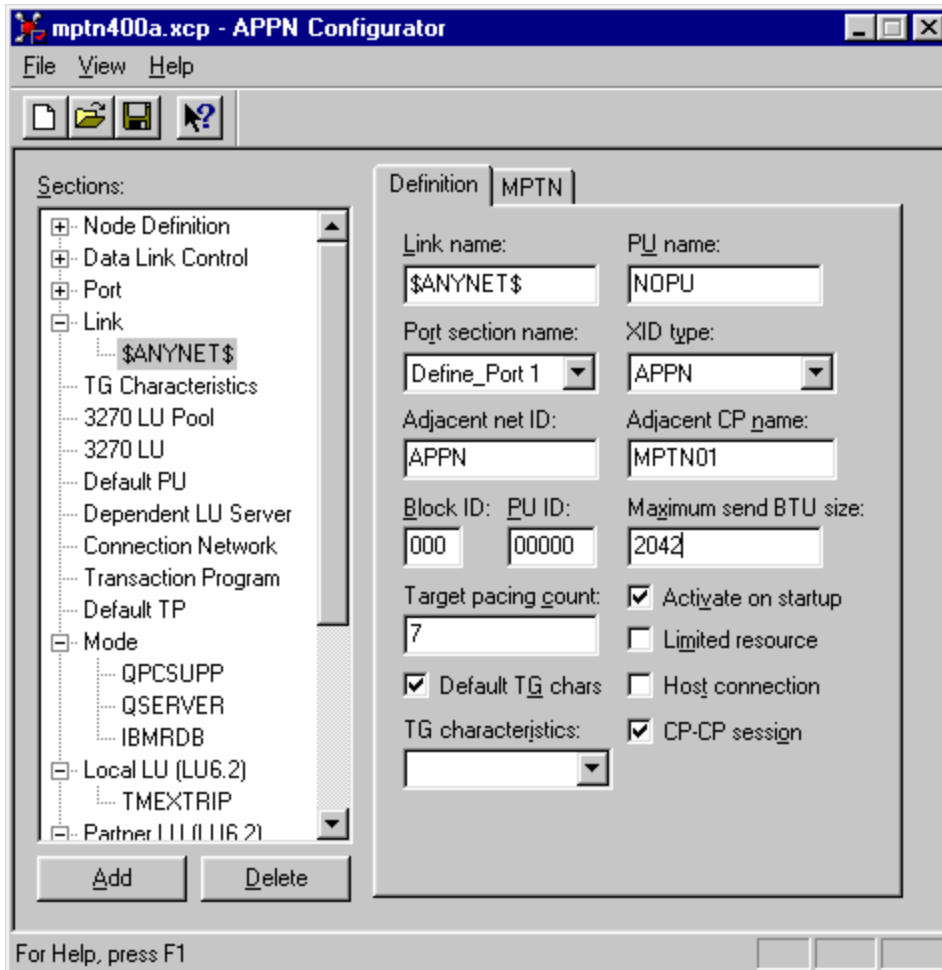 mptn400a.xcp - APPN Configurator
File View Help
Sections:
Node Definition
Data Link Control
Port
Link
$ANYNET$
TG Characteristics
3270 LU Pool
3270 LU
Default PU
Dependent LU Server
Connection Network
Transaction Program
Default TP
Mode
QPCSUPP
QSERVER
IBMRDB
Local LU (LU6.2)
TMEXTRIP
Partner LU (LU6.2)
Add Delete
Definition MPTN
Link name: PU name:
$ANYNET$ NOPU
Port section name: XID type:
Define_Port 1 APPN
Adjacent net ID: Adjacent CP name:
APPN MPTN01
Block ID: PU ID: Maximum send BTU size:
000 00000 2042
Target pacing count: Activate on startup
7 Limited resource
Default TG chars Host connection
TG characteristics: CP-CP session
For Help, press F1